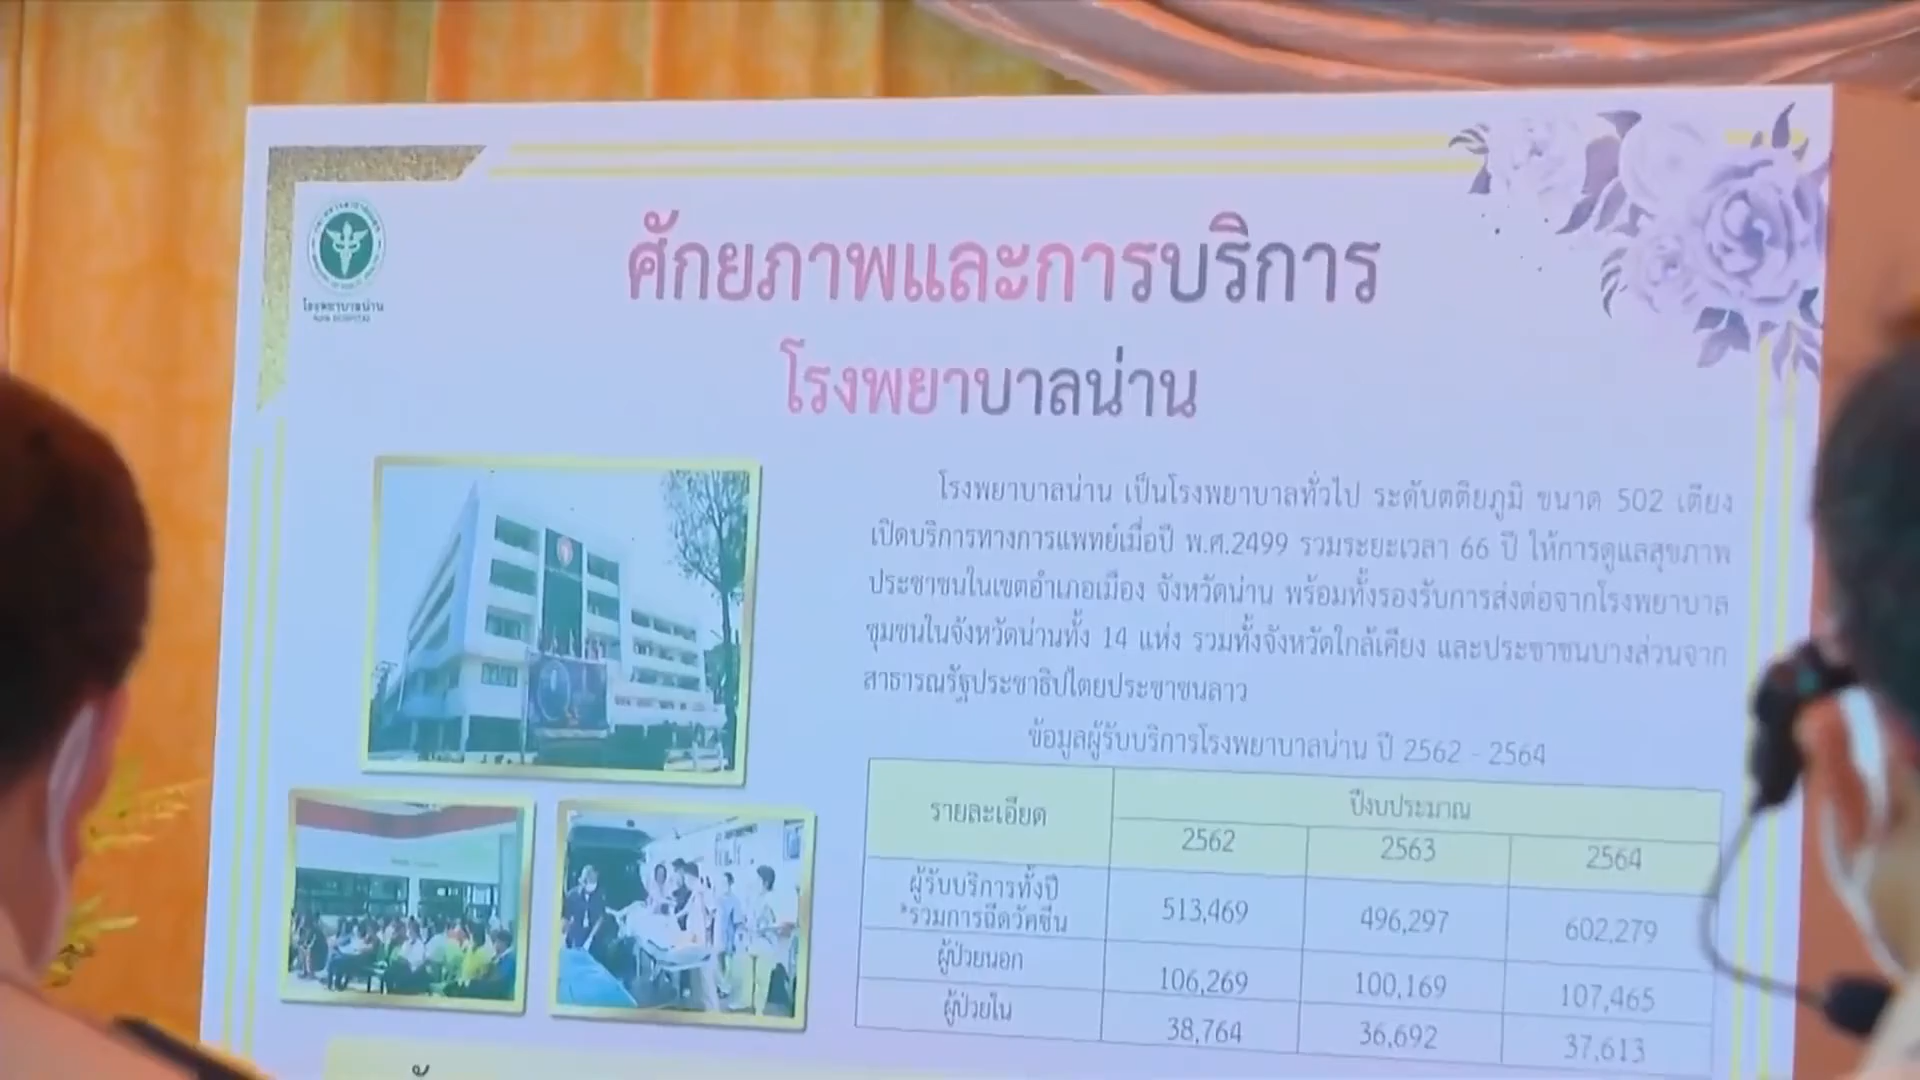 ศักยภาพและการบริการ
โรงพยาบาลน่าน
โรงพยาบาลน่าน
NAN HOSPITAL
โรงพยาบาลน่าน เป็นโรงพยาบาลทั่วไป ระดับตติยภูมิ ขนาด 502 เตียง
เปิดบริการทางการแพทย์เมื่อปี พ.ศ.2499 รวมระยะเวลา 66 ปี ให้การดูแลสุขภาพ
ประชาชนในเขตอำเภอเมือง จังหวัดน่าน พร้อมทั้งรองรับการส่งต่อจากโรงพยาบาล
ชุมชนในจังหวัดน่านทั้ง 14 แห่ง รวมทั้งจังหวัดใกล้เคียง และประชาชนบางส่วนจาก
สาธารณรัฐประชาธิปไตยประชาชนลาว
ข้อมูลผู้รับบริการโรงพยาบาลน่าน ปี 2562 - 2564
รายละเอียด ปีงบประมาณ
2562 2563 2564
ผู้รับบริการทั้งปี
*รวมการฉีดวัคซีน 513,469 496,297 602,279
ผู้ป่วยนอก 106,269 100,169 107,465
ผู้ป่วยใน 38,764 36,692 37,613